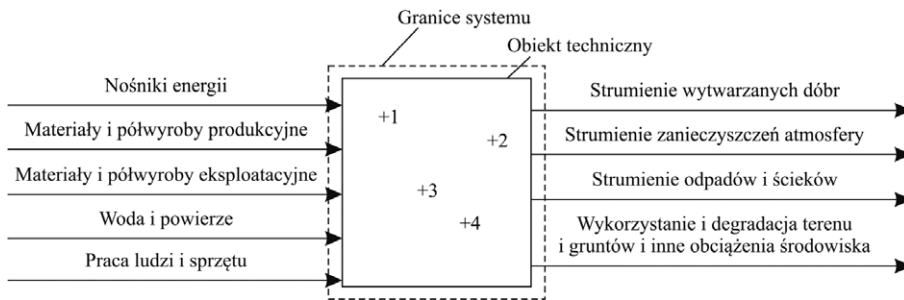 Granice systemu
Obiekt techniczny
Nośniki energii
Materiały i półwyroby produkcyjne
Materiały i półwyroby eksploatacyjne
Woda i powierze
Praca ludzi i sprzętu
+1
+2
+3
+4
Strumienie wytwarzanych dóbr
Strumienie zanieczyszczeń atmosfery
Strumienie odpadów i ścieków
Wykorzystanie i degradacja terenu
i gruntów i inne obciążenia środowiska